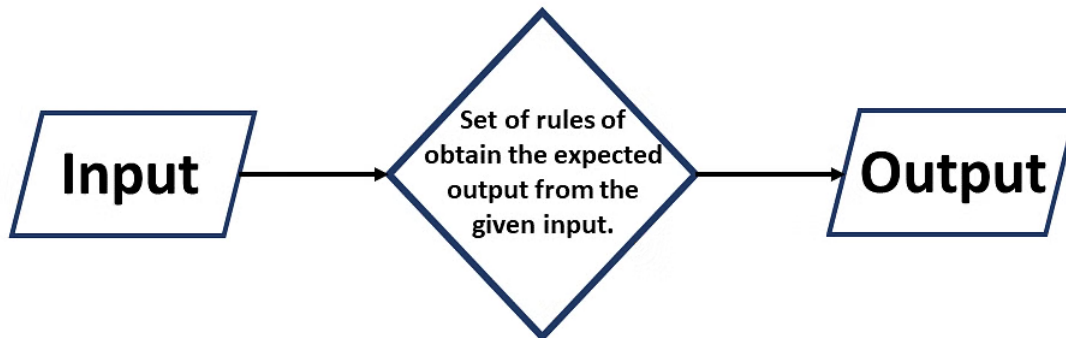 Input
Set of rules of
obtain the expected
output from the
given input.
Output